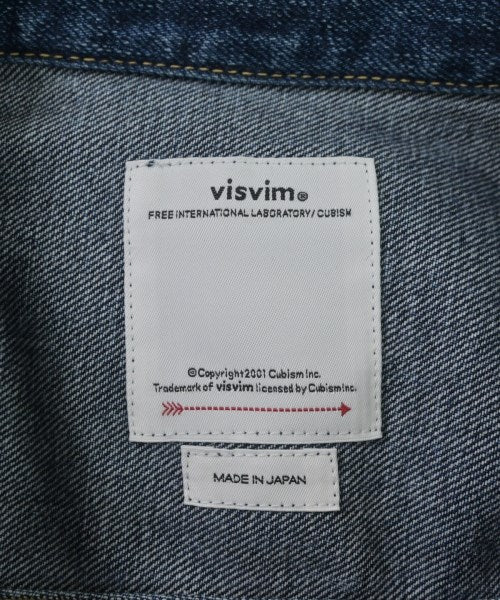 visvim®
FREE INTERNATIONAL LABORATORY/CUBISM
©Copyright2001 Cubism Inc.
Trademark of visvim licensed by Cubism Inc.
MADE IN JAPAN